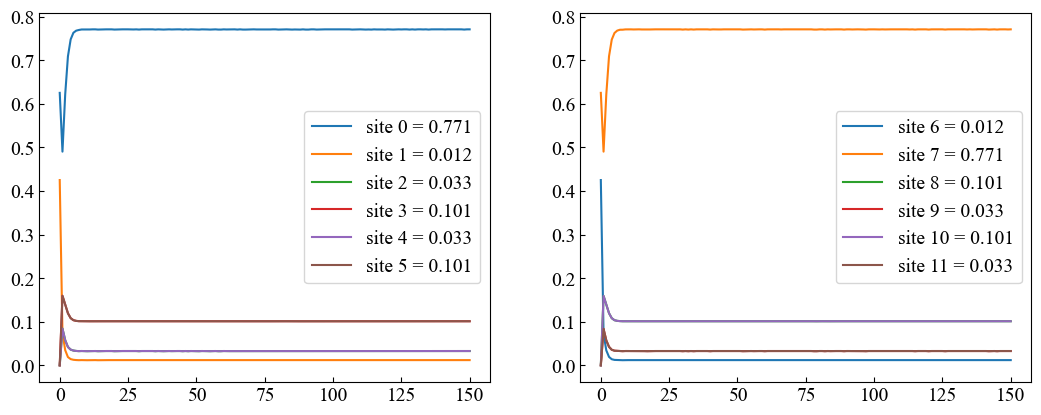 0.8
0.7
0.6
0.5
0.4
0.3
0.2
0.1
0.0
0 25 50 75 100 125 150
site 0 = 0.771
site 1 = 0.012
site 2 = 0.033
site 3 = 0.101
site 4 = 0.033
site 5 = 0.101
0.8
0.7
0.6
0.5
0.4
0.3
0.2
0.1
0.0
0 25 50 75 100 125 150
site 6 = 0.012
site 7 = 0.771
site 8 = 0.101
site 9 = 0.033
site 10 = 0.101
site 11 = 0.033